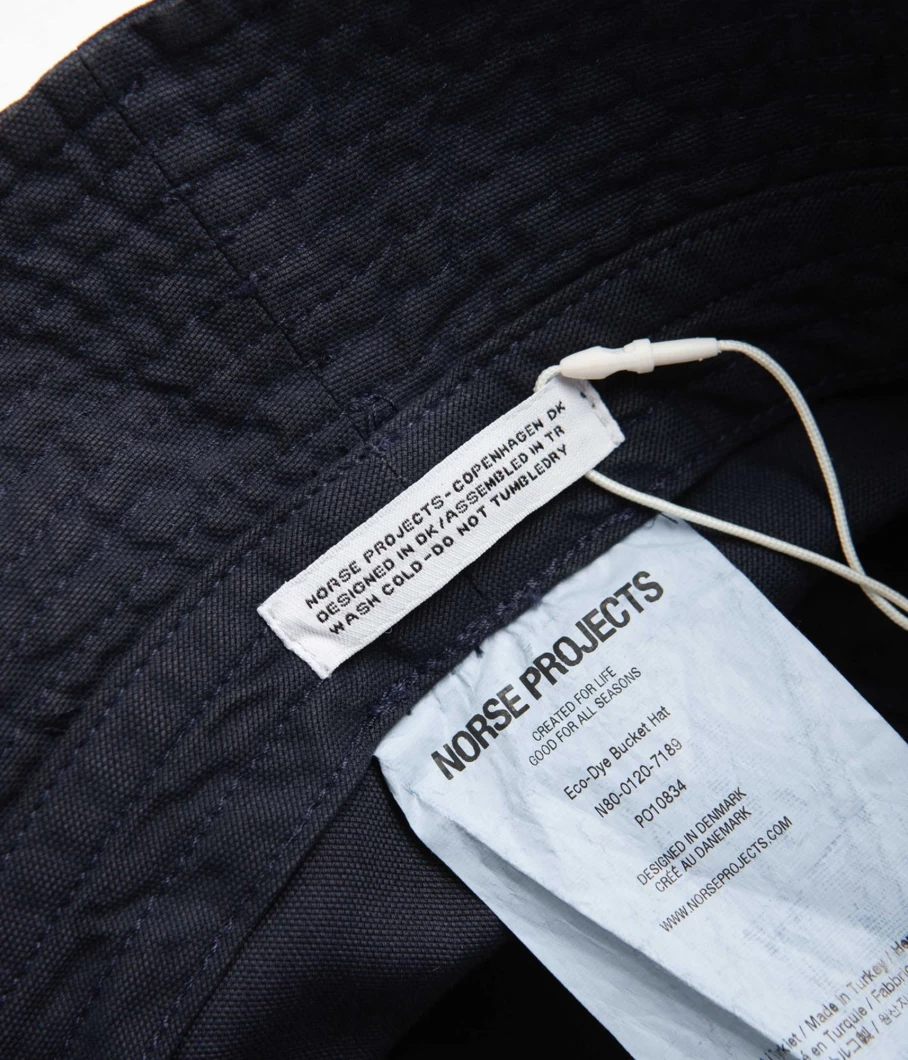 NORSE PROJECTS - COPENHAGEN DK
DESIGNED IN DK / ASSEMBLED IN TR
WASH COLD - DO NOT TUMBLEDRY
NORSE PROJECTS
CREATED FOR LIFE
GOOD FOR ALL SEASONS
Eco-Dye Bucket Hat
N80-0120-7189
PO10834
DESIGNED IN DENMARK
CRÉÉ AU DANEMARK
WWW.NORSEPROJECTS.COM
/ Made in Turkey /
en Turquie /